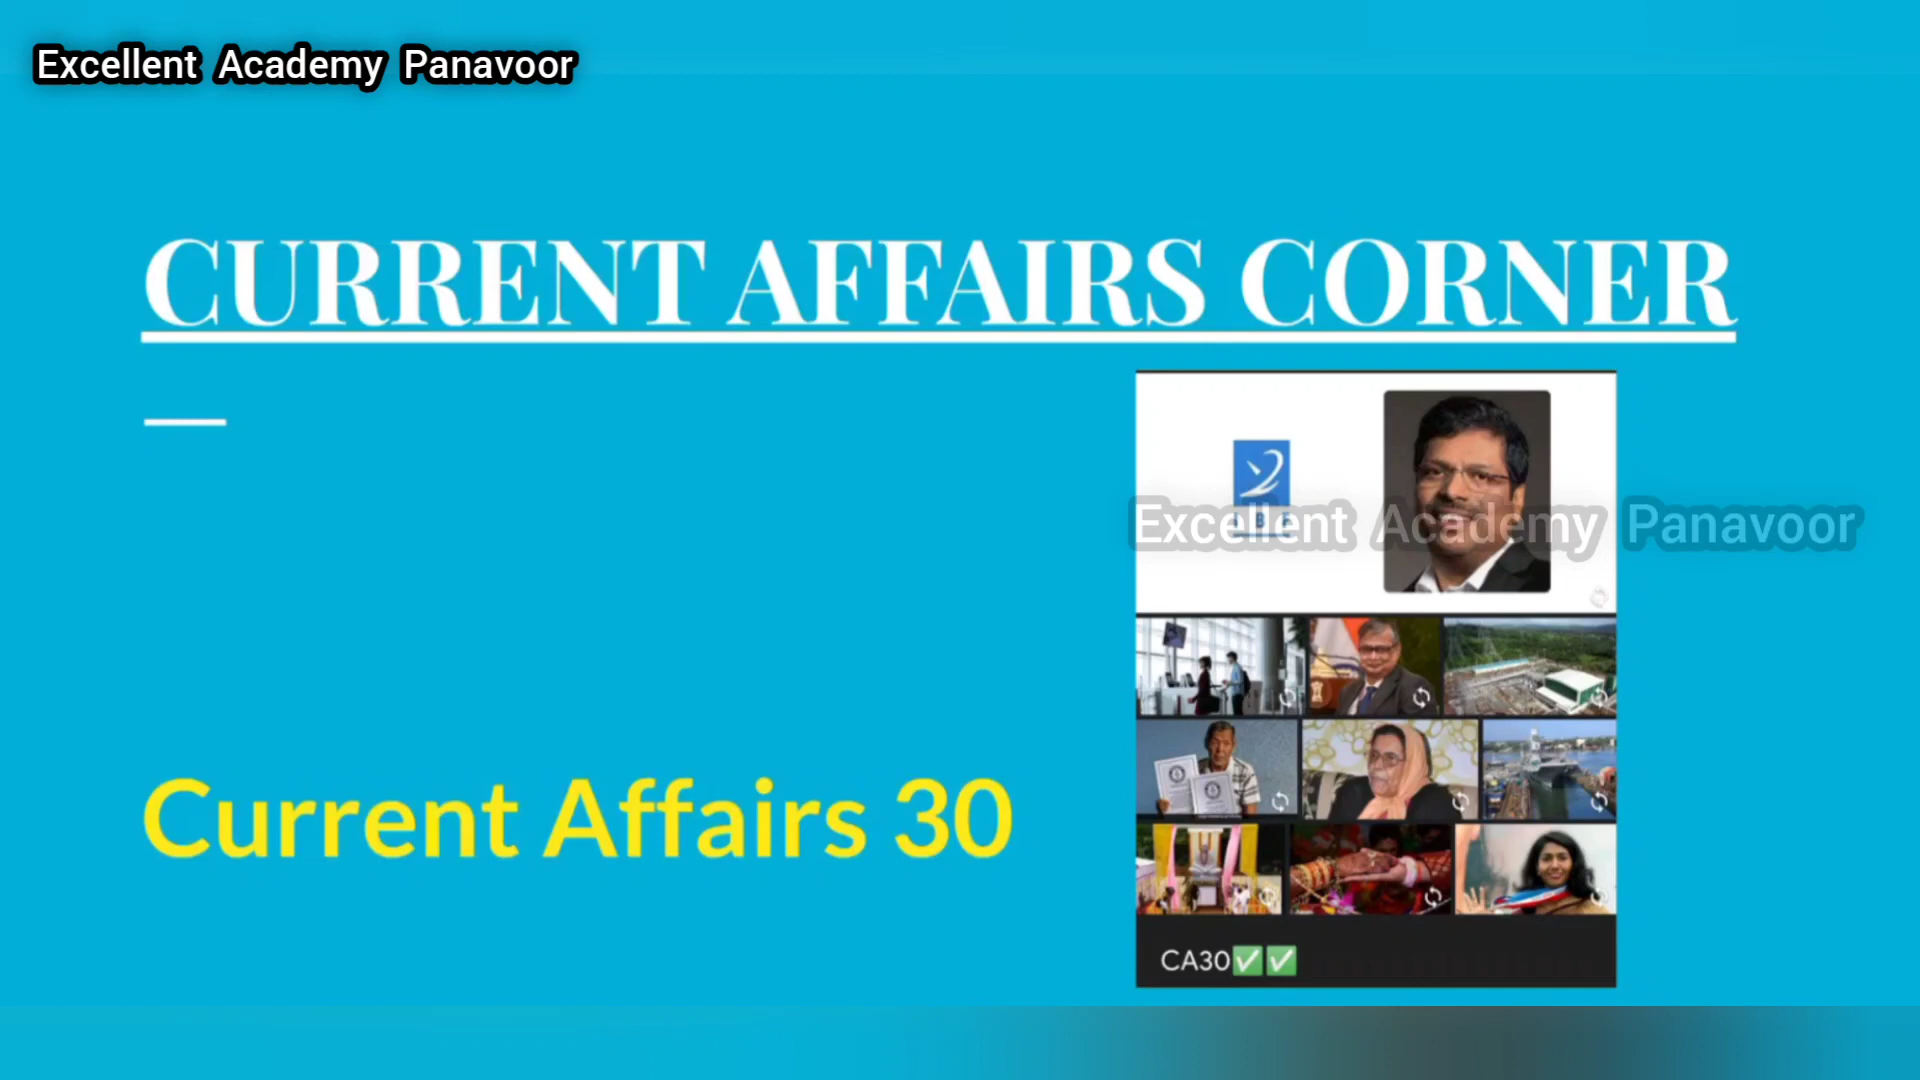 Excellent Academy Panavoor
CURRENT AFFAIRS CORNER
Excellent Academy Panavoor
Current Affairs 30
CA30✅✅